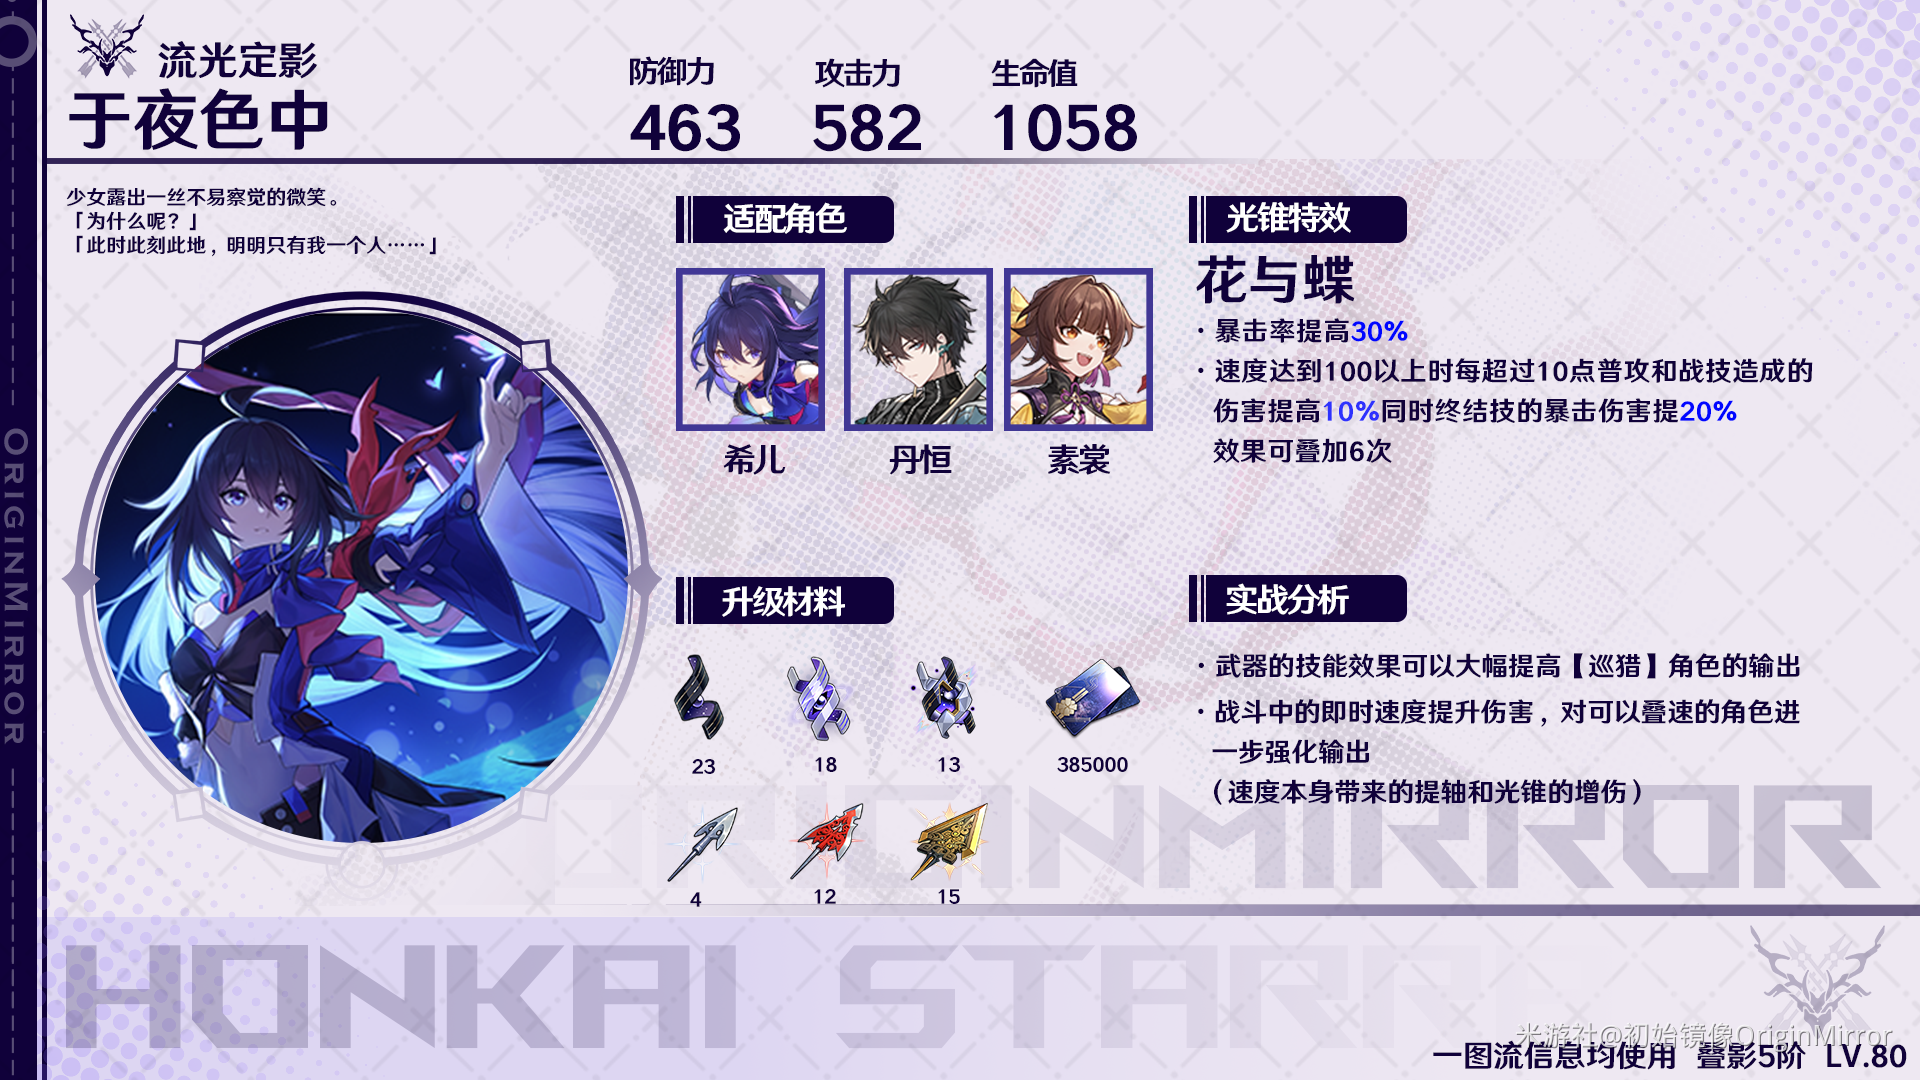 流光定影
于夜色中
防御力 攻击力 生命值
463 582 1058
少女露出一丝不易察觉的微笑。
「为什么呢？」
「此时此刻此地，明明只有我一个人……」
适配角色
希儿 丹恒 素裳
光锥特效
花与蝶
·暴击率提高30%
·速度达到100以上时每超过10点普攻和战技造成的
伤害提高10%同时终结技的暴击伤害提20%
效果可叠加6次
升级材料
23 18 13 385000
4 12 15
实战分析
·武器的技能效果可以大幅提高【巡猎】角色的输出
·战斗中的即时速度提升伤害，对可以叠速的角色进
一步强化输出
（速度本身带来的提轴和光锥的增伤）
ORIGINMIRROR
ORIGINMIRROR
HONKAI STARR
米游社@初始镜像OriginMirror
一图流信息均使用 叠影5阶 LV.80